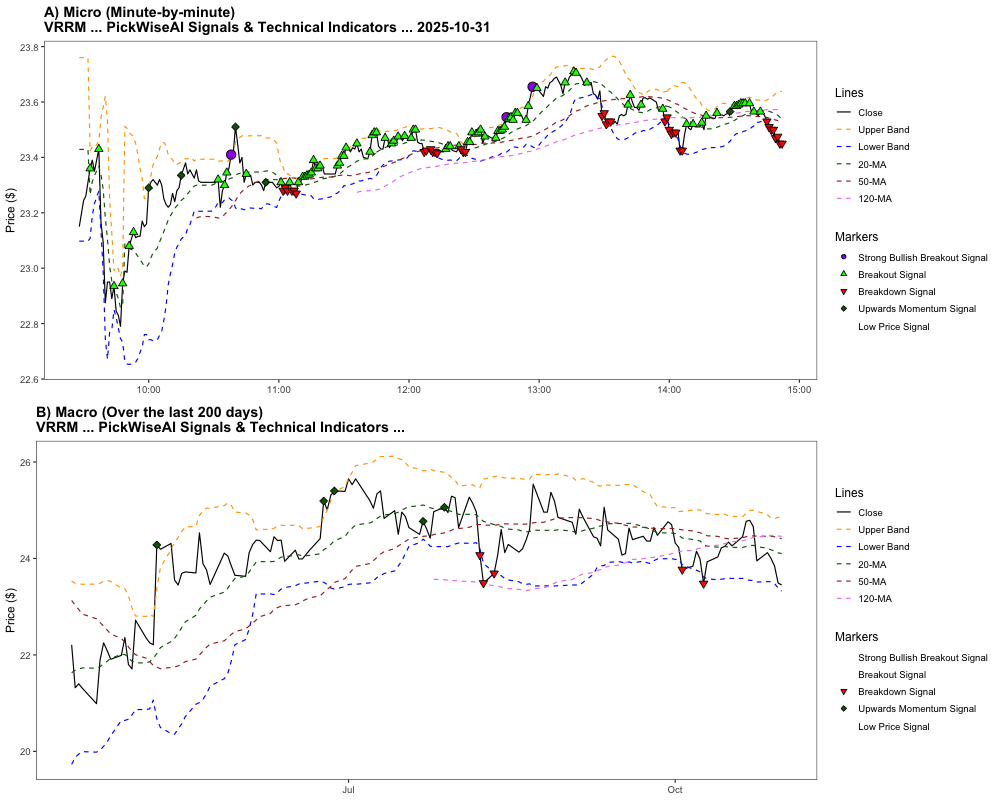 A) Micro (Minute-by-minute)
VRRM ... PickWiseAI Signals & Technical Indicators ... 2025-10-31
23.8
23.6
23.4
23.2
23.0
22.8
22.6
Price ($)
10:00
11:00
12:00
13:00
14:00
15:00
Lines
Close
Upper Band
Lower Band
20-MA
50-MA
120-MA
Markers
Strong Bullish Breakout Signal
Breakout Signal
Breakdown Signal
Upwards Momentum Signal
Low Price Signal
B) Macro (Over the last 200 days)
VRRM ... PickWiseAI Signals & Technical Indicators ...
26
24
22
20
Price ($)
Jul
Oct
Lines
Close
Upper Band
Lower Band
20-MA
50-MA
120-MA
Markers
Strong Bullish Breakout Signal
Breakout Signal
Breakdown Signal
Upwards Momentum Signal
Low Price Signal